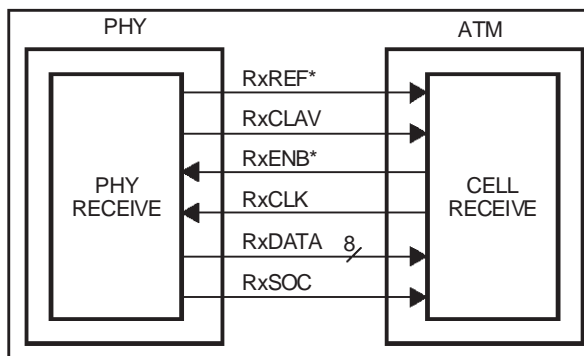 PHY
ATM
RxREF*
RxCLAV
RxENB*
PHY
RECEIVE
CELL
RECEIVE
RxCLK
RxDATA 8
RxSOC